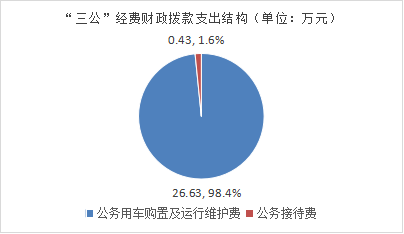 “三公”经费财政拨款支出结构（单位：万元）
0.43, 1.6%
26.63, 98.4%
公务用车购置及运行维护费 公务接待费